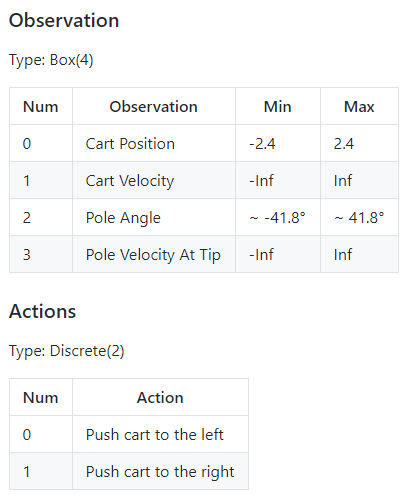 Observation
Type: Box(4)
Num Observation Min Max
0 Cart Position -2.4 2.4
1 Cart Velocity -Inf Inf
2 Pole Angle ~ -41.8° ~ 41.8°
3 Pole Velocity At Tip -Inf Inf
Actions
Type: Discrete(2)
Num Action
0 Push cart to the left
1 Push cart to the right